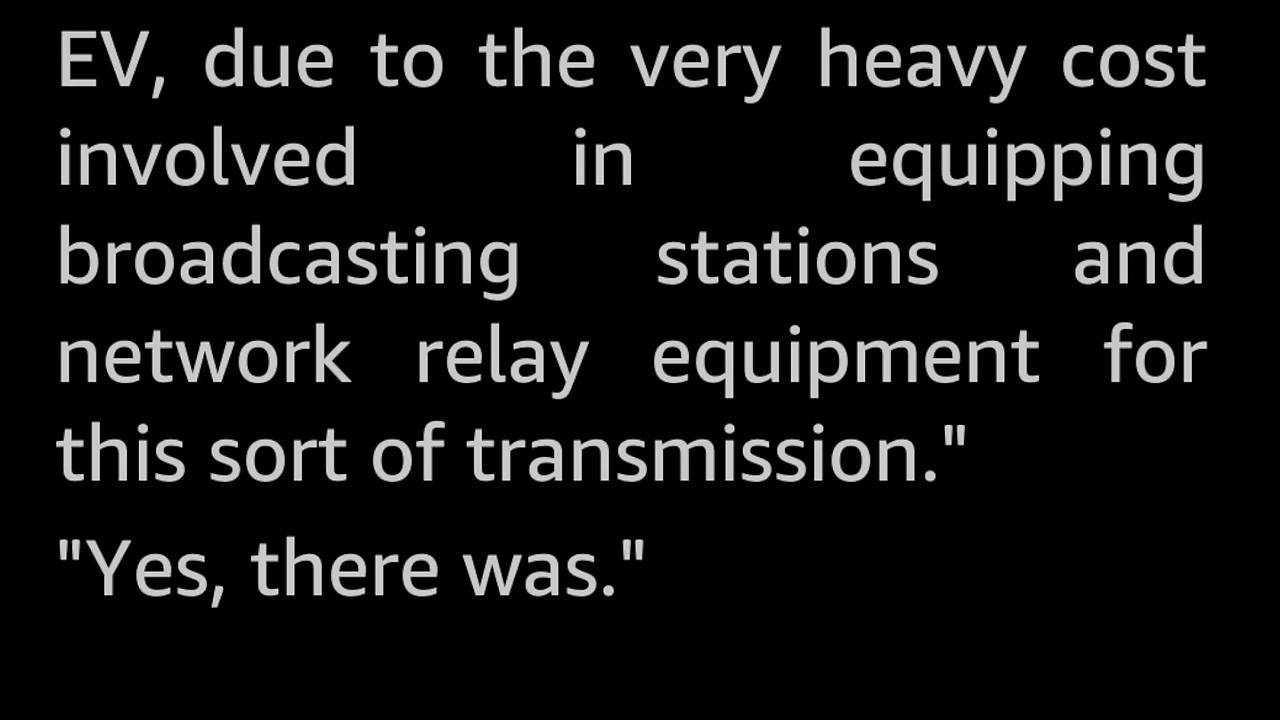 EV, due to the very heavy cost
involved in equipping
broadcasting stations and
network relay equipment for
this sort of transmission."
"Yes, there was."